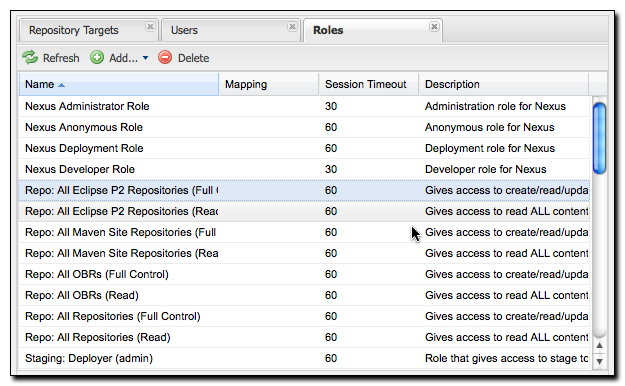 Repository Targets Users Roles
Refresh Add... Delete
Name Mapping Session Timeout Description
Nexus Administrator Role 30 Administration role for Nexus
Nexus Anonymous Role 60 Anonymous role for Nexus
Nexus Deployment Role 60 Deployment role for Nexus
Nexus Developer Role 30 Developer role for Nexus
Repo: All Eclipse P2 Repositories (Full 60 Gives access to create/read/upda
Repo: All Eclipse P2 Repositories (Read 60 Gives access to read ALL content
Repo: All Maven Site Repositories (Full 60 Gives access to create/read/upda
Repo: All Maven Site Repositories (Rea 60 Gives access to read ALL content
Repo: All OBRs (Full Control) 60 Gives access to create/read/upda
Repo: All OBRs (Read) 60 Gives access to read ALL content
Repo: All Repositories (Full Control) 60 Gives access to create/read/upda
Repo: All Repositories (Read) 60 Gives access to read ALL content
Staging: Deployer (admin) 60 Role that gives access to stage to